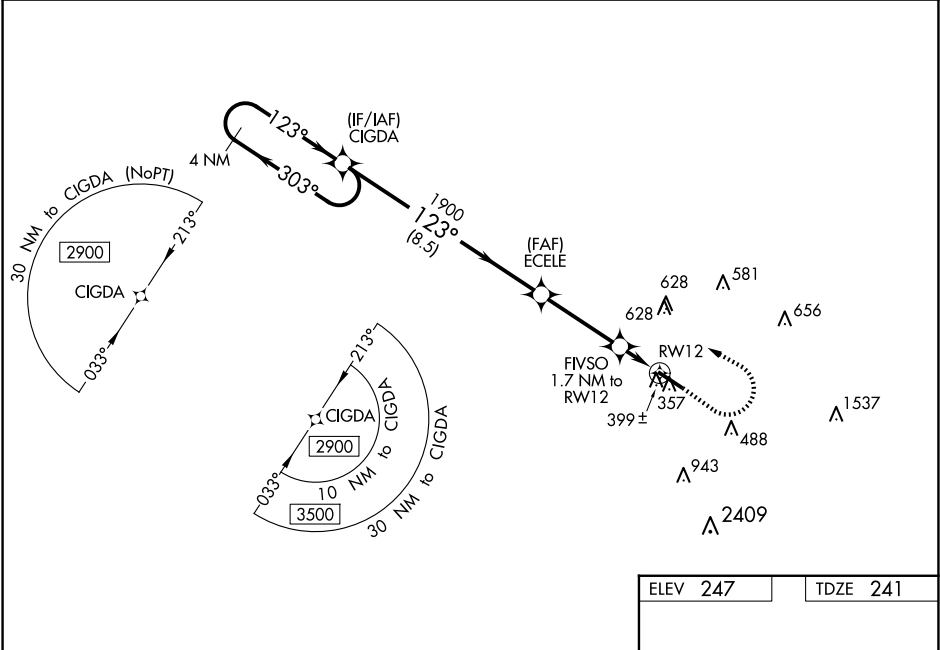 123°
(IF/IAF)
CIGDA
4 NM
303°
30 NM to CIGDA (NoPT)
213°
2900
CIGDA
033°
1900
123°
(8.5)
(FAF)
ECELE
628
628
581
656
FIVSO
1.7 NM to
RW12
RW12
357
399±
1537
488
943
2409
213°
CIGDA
2900
033°
10 NM to CIGDA
3500
30 NM to CIGDA
ELEV 247
TDZE 241